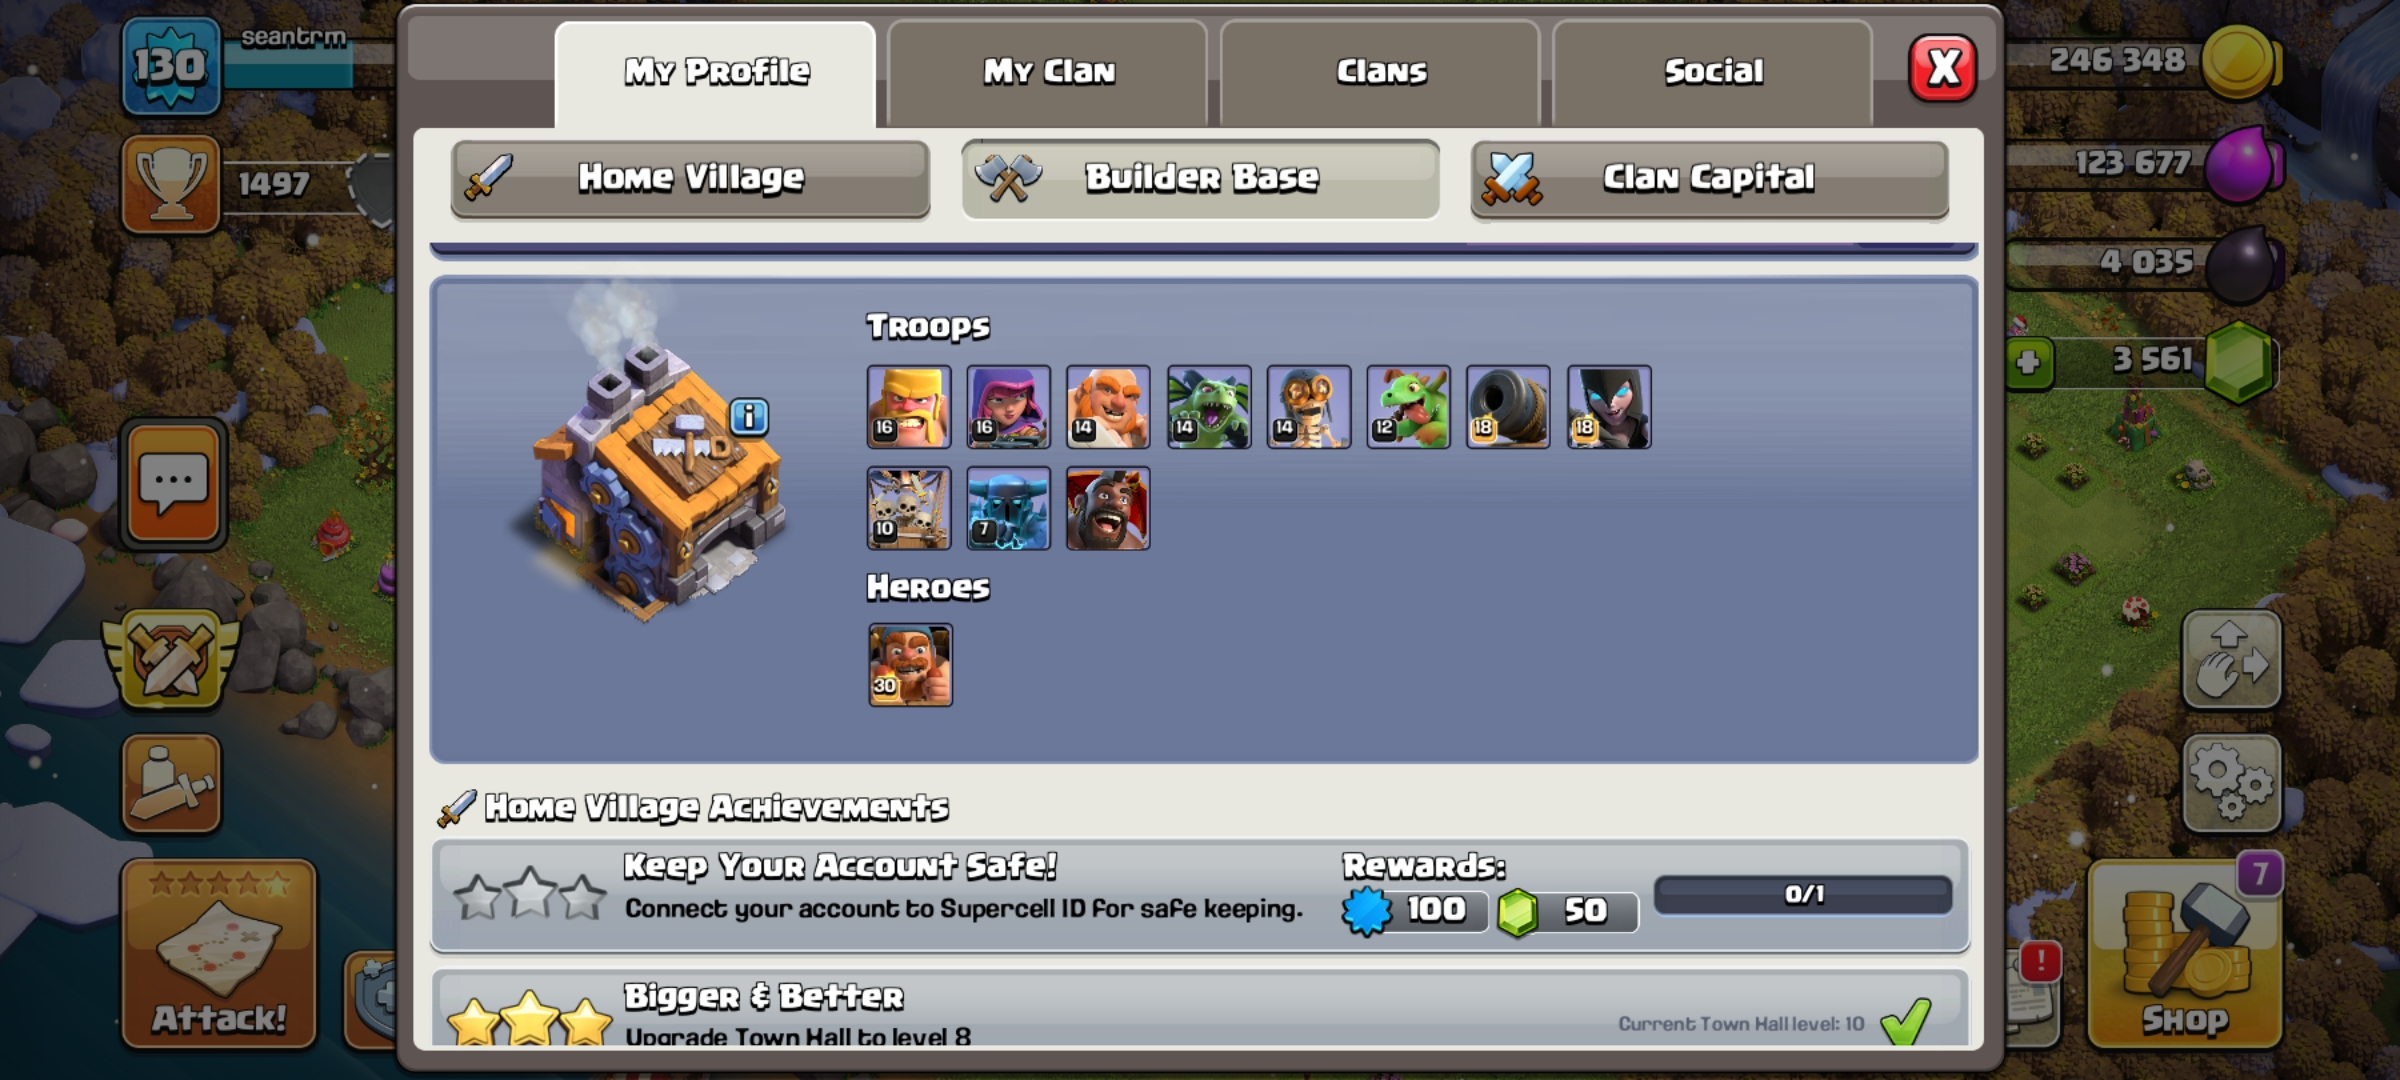 130
seantrm
1497
My Profile
My Clan
Clans
Social
X
246 348
123 677
4 035
3 561
Home Village
Builder Base
Clan Capital
i
D
Troops
16
16
14
14
14
12
18
18
10
7
Heroes
30
Home Village Achievements
Keep Your Account Safe!
Connect your account to Supercell ID for safe keeping.
Rewards:
100
50
0/1
Bigger & Better
Upgrade Town Hall to level 8
Current Town Hall level: 10
Attack!
!
7
Shop